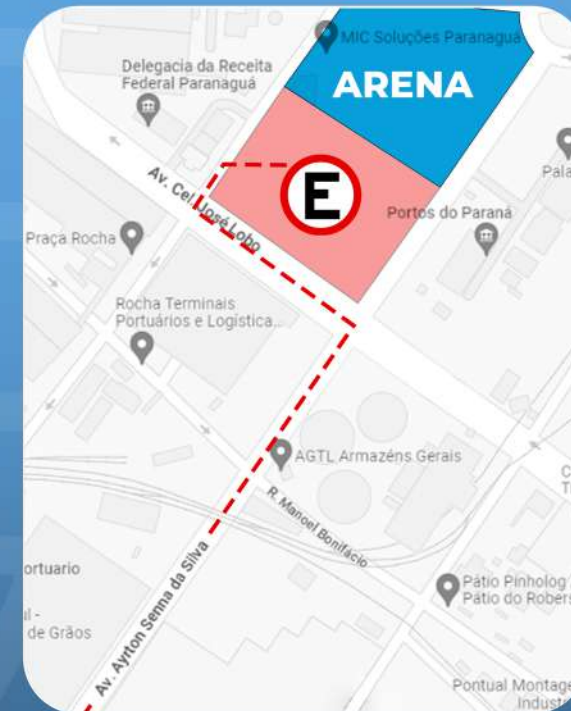 MIC Soluções Paranaguá
Delegacia da Receita
Federal Paranaguá
ARENA
E
Av. Cel. José Lobo
Pala
Portos do Paraná
Praça Rocha
Rocha Terminais
Portuários e Logística...
AGTL Armazéns Gerais
C
T
R. Manoel Bonifácio
ortuario
Pátio Pinholog
Pátio do Robers
al -
de Grãos
Av. Ayrton Senna da Silva
Pontual Montage
Indust